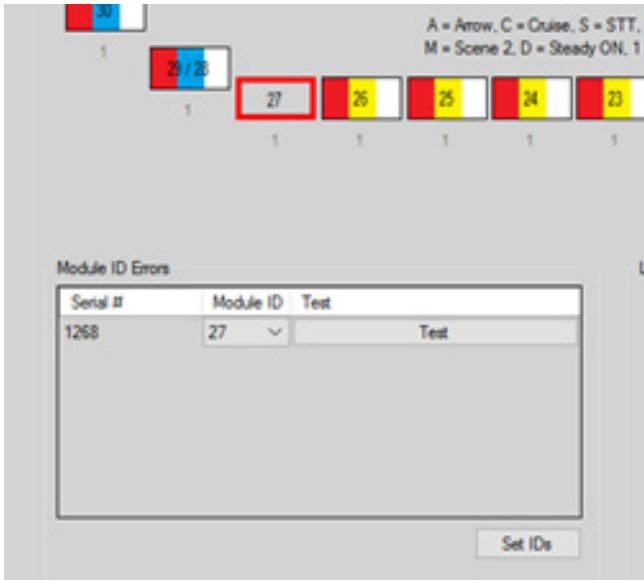 30
A = Arrow, C = Cruise, S = STT,
1
M = Scene 2, D = Steady ON, 1
29 / 28
1
27
26
25
24
23
1
1
1
1
1
Module ID Errors
L
Serial #
Module ID
Test
1268
27
Test
Set IDs